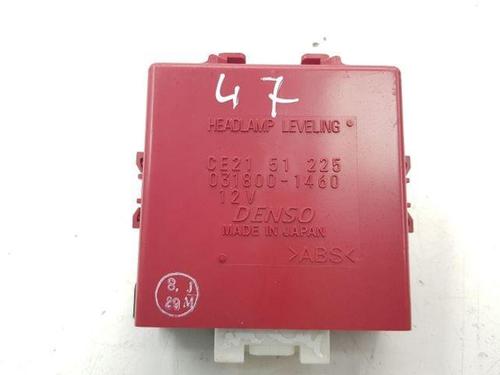 47
HEADLAMP LEVELING
CE21 51 225
031800-1460
12V
DENSO
MADE IN JAPAN
>ABS<
8. J
29 M